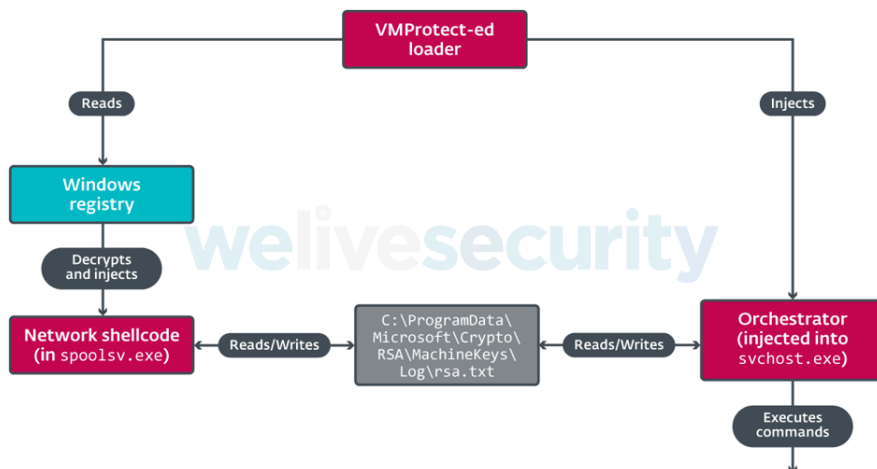 VMProtect-ed
loader
Reads
Injects
Windows
registry
welivesecurity
Decrypts
and injects
Network shellcode
(in spoolsv.exe)
Reads/Writes
C:\ProgramData\
Microsoft\Crypto\
RSA\MachineKeys\
Log\rsa.txt
Reads/Writes
Orchestrator
(injected into
svchost.exe)
Executes
commands